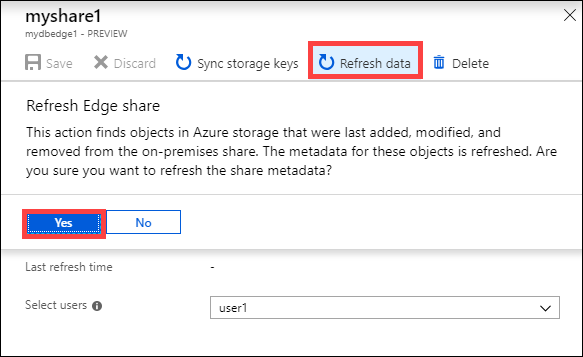 myshare1
mydbedge1 - PREVIEW
Save Discard Sync storage keys Refresh data Delete
Refresh Edge share
This action finds objects in Azure storage that were last added, modified, and
removed from the on-premises share. The metadata for these objects is refreshed. Are
you sure you want to refresh the share metadata?
Yes No
Last refresh time -
Select users user1